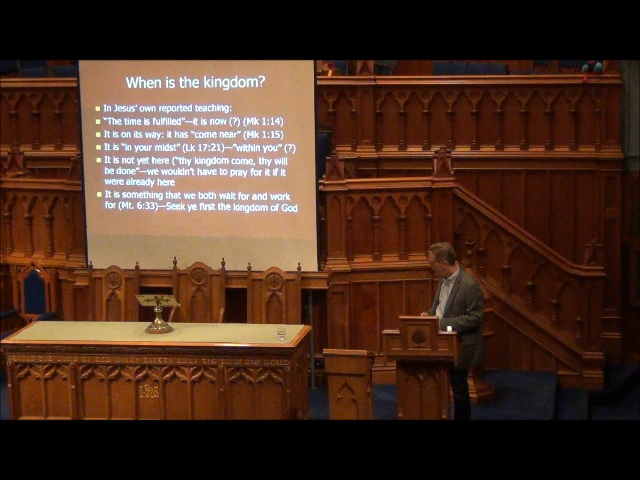 When is the kingdom?
In Jesus' own reported teaching:
"The time is fulfilled"—it is now (?) (Mk 1:14)
It is on its way: it has "come near" (Mk 1:15)
It is "in your midst" (Lk 17:21)—"within you" (?)
It is not yet here ("thy kingdom come, thy will
be done"—we wouldn't have to pray for it if it
were already here
It is something that we both wait for and work
for (Mt. 6:33)—Seek ye first the kingdom of God
IHS